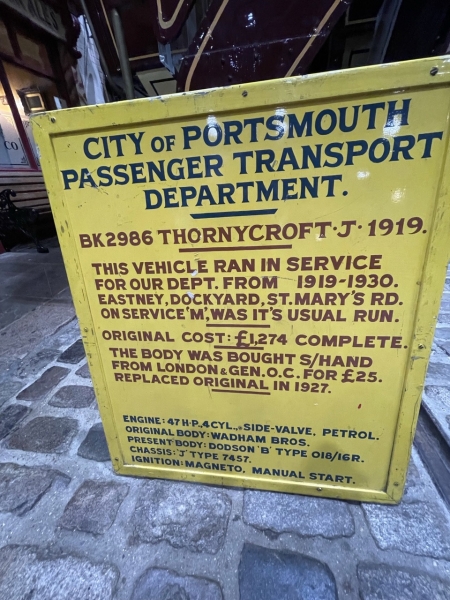 CITY OF PORTSMOUTH
PASSENGER TRANSPORT
DEPARTMENT.
BK2986 THORNYCROFT·J·1919.
THIS VEHICLE RAN IN SERVICE
FOR OUR DEPT. FROM 1919-1930.
EASTNEY, DOCKYARD, ST. MARY'S RD.
ON SERVICE 'M', WAS IT'S USUAL RUN.
ORIGINAL COST: £1,274 COMPLETE.
THE BODY WAS BOUGHT S/HAND
FROM LONDON & GEN. O.C. FOR £25.
REPLACED ORIGINAL IN 1927.
ENGINE: 47 H·P. 4 CYL., SIDE-VALVE, PETROL.
ORIGINAL BODY: WADHAM BROS.
PRESENT BODY: DODSON 'B' TYPE O18/16R.
CHASSIS: 'J' TYPE 7457.
IGNITION: MAGNETO, MANUAL START.